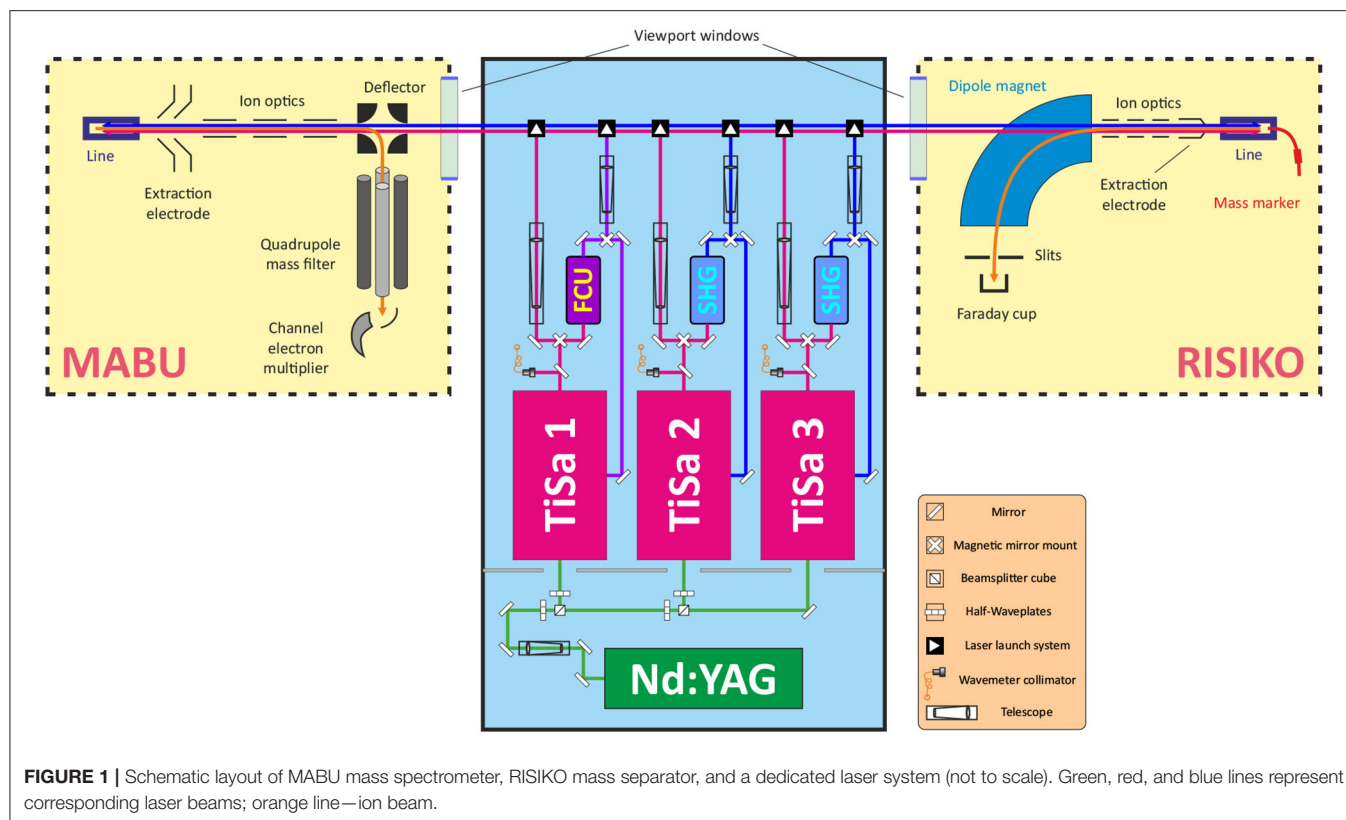 Viewport windows
Deflector
Ion optics
Line
Extraction
electrode
Quadrupole
mass filter
Channel
electron
multiplier
MABU
Dipole magnet
Ion optics
Line
Extraction
electrode
Mass marker
Slits
Faraday cup
RISIKO
FCU
SHG
SHG
TiSa 1
TiSa 2
TiSa 3
Nd:YAG
Mirror
Magnetic mirror mount
Beamsplitter cube
Half-Waveplates
Laser launch system
Wavemeter collimator
Telescope
FIGURE 1 | Schematic layout of MABU mass spectrometer, RISIKO mass separator, and a dedicated laser system (not to scale). Green, red, and blue lines represent
corresponding laser beams; orange line—ion beam.